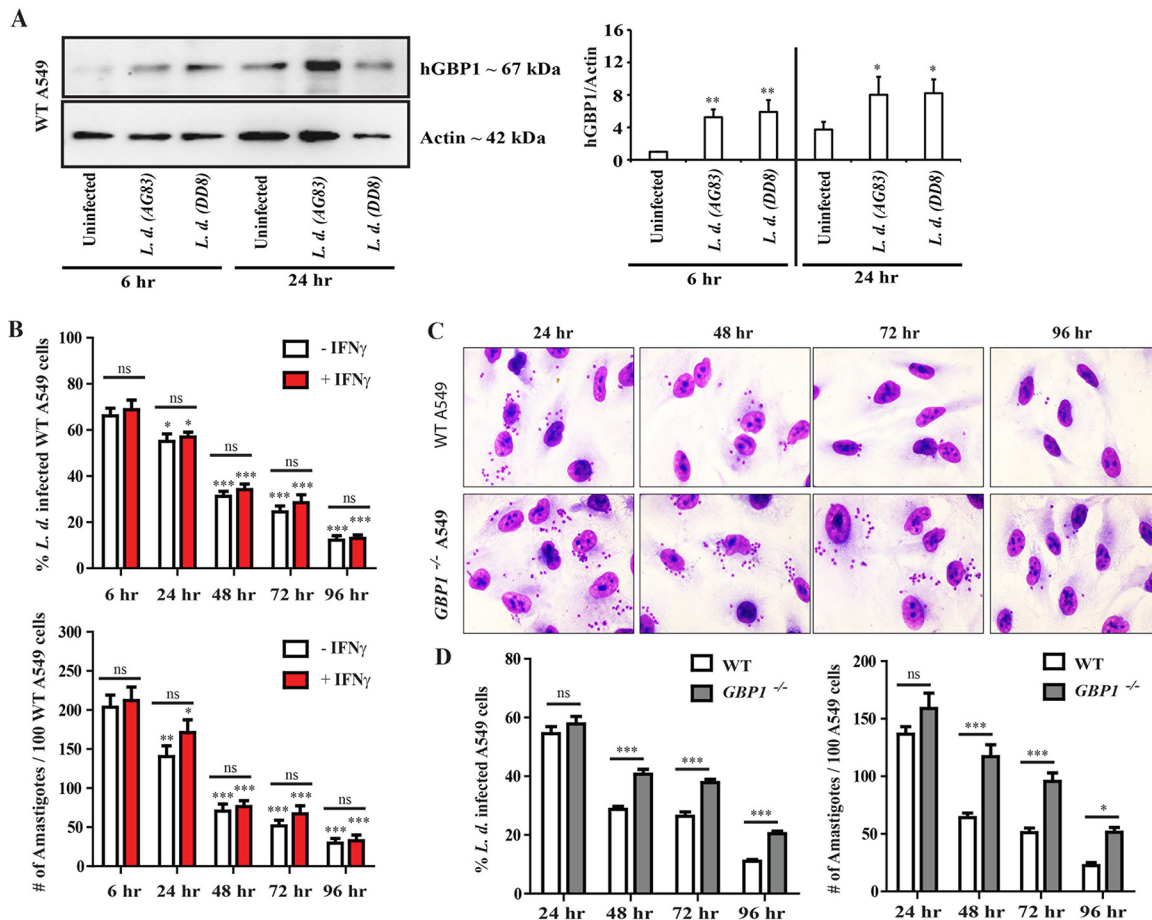 A
WT A549
hGBP1 ~ 67 kDa
Actin ~ 42 kDa
Uninfected
L. d. (AG83)
L. d. (DD8)
Uninfected
L. d. (AG83)
L. d. (DD8)
6 hr
24 hr
hGBP1/Actin
16
12
8
4
0
**
**
*
*
Uninfected
L. d. (AG83)
L. d. (DD8)
Uninfected
L. d. (AG83)
L. d. (DD8)
6 hr
24 hr
B
% L. d. infected WT A549 cells
100
80
60
40
20
0
- IFNγ
+ IFNγ
ns
ns
* *
ns
*** ***
ns
*** ***
ns
*** ***
6 hr 24 hr 48 hr 72 hr 96 hr
# of Amastigotes / 100 WT A549 cells
300
250
200
150
100
50
0
- IFNγ
+ IFNγ
ns
ns
** *
ns
*** ***
ns
*** ***
ns
*** ***
6 hr 24 hr 48 hr 72 hr 96 hr
C
24 hr 48 hr 72 hr 96 hr
WT A549
GBP1 -/- A549
D
% L. d. infected A549 cells
80
60
40
20
0
WT
GBP1 -/-
ns
***
***
***
24 hr 48 hr 72 hr 96 hr
# of Amastigotes / 100 A549 cells
200
150
100
50
0
WT
GBP1 -/-
ns
***
***
*
24 hr 48 hr 72 hr 96 hr